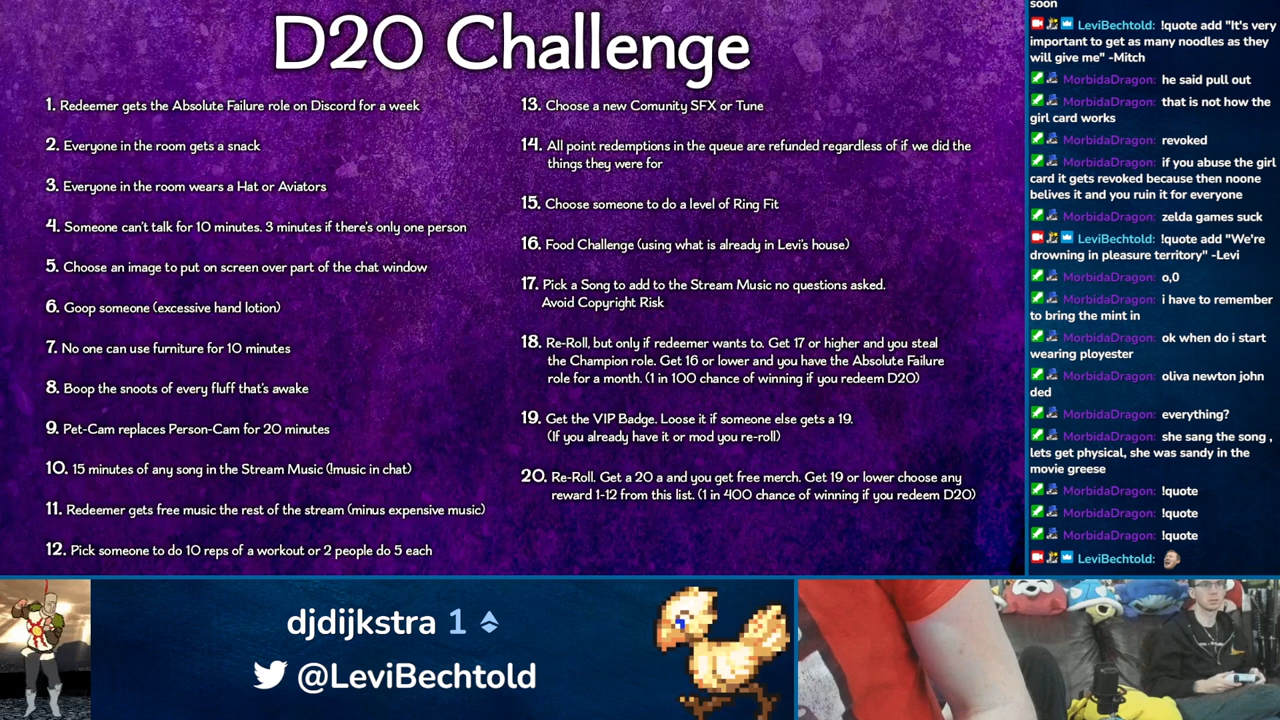 D20 Challenge
1. Redeemer gets the Absolute Failure role on Discord for a week
2. Everyone in the room gets a snack
3. Everyone in the room wears a Hat or Aviators
4. Someone can't talk for 10 minutes. 3 minutes if there's only one person
5. Choose an image to put on screen over part of the chat window
6. Goop someone (excessive hand lotion)
7. No one can use furniture for 10 minutes
8. Boop the snoots of every fluff that's awake
9. Pet-Cam replaces Person-Cam for 20 minutes
10. 15 minutes of any song in the Stream Music (!music in chat)
11. Redeemer gets free music the rest of the stream (minus expensive music)
12. Pick someone to do 10 reps of a workout or 2 people do 5 each
13. Choose a new Comunity SFX or Tune
14. All point redemptions in the queue are refunded regardless of if we did the
things they were for
15. Choose someone to do a level of Ring Fit
16. Food Challenge (using what is already in Levi's house)
17. Pick a Song to add to the Stream Music no questions asked.
Avoid Copyright Risk
18. Re-Roll, but only if redeemer wants to. Get 17 or higher and you steal
the Champion role. Get 16 or lower and you have the Absolute Failure
role for a month. (1 in 100 chance of winning if you redeem D20)
19. Get the VIP Badge. Loose it if someone else gets a 19.
(If you already have it or mod you re-roll)
20. Re-Roll. Get a 20 a and you get free merch. Get 19 or lower choose any
reward 1-12 from this list. (1 in 400 chance of winning if you redeem D20)
soon
LeviBechtold: !quote add "It's very
important to get as many noodles as they
will give me" -Mitch
MorbidaDragon: he said pull out
MorbidaDragon: that is not how the
girl card works
MorbidaDragon: revoked
MorbidaDragon: if you abuse the girl
card it gets revoked because then noone
belives it and you ruin it for everyone
MorbidaDragon: zelda games suck
LeviBechtold: !quote add "We're
drowning in pleasure territory" -Levi
MorbidaDragon: o,0
MorbidaDragon: i have to remember
to bring the mint in
MorbidaDragon: ok when do i start
wearing ployester
MorbidaDragon: oliva newton john
ded
MorbidaDragon: everything?
MorbidaDragon: she sang the song ,
lets get physical, she was sandy in the
movie greese
MorbidaDragon: !quote
MorbidaDragon: !quote
MorbidaDragon: !quote
LeviBechtold:
djdijkstra 1
@LeviBechtold